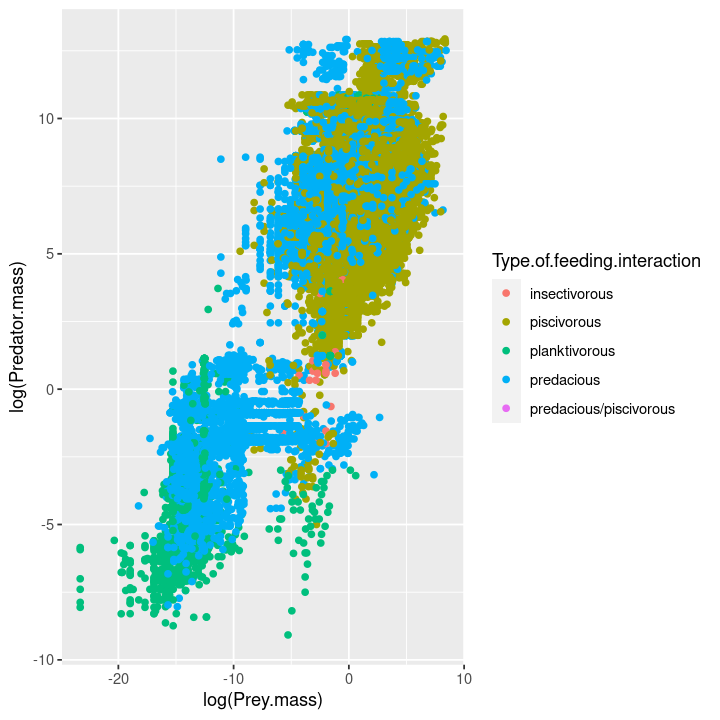 10
5
0
-5
-10
log(Predator.mass)
-20
-10
0
10
log(Prey.mass)
Type.of.feeding.interaction
insectivorous
piscivorous
planktivorous
predacious
predacious/piscivorous